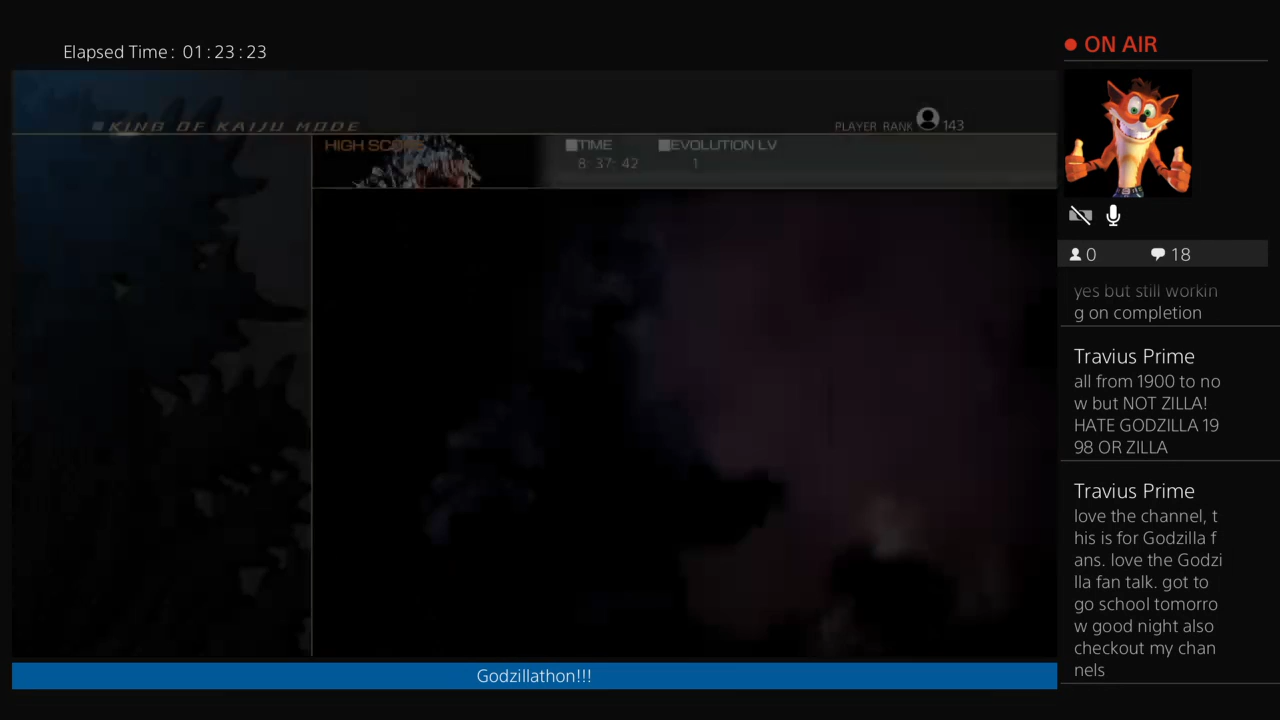 Elapsed Time: 01:23:23
ON AIR
KING OF KAIJU MODE
PLAYER RANK 143
HIGH SCORE
TIME
EVOLUTION LV
8: 37: 42
1
0
18
yes but still workin
g on completion
Travius Prime
all from 1900 to no
w but NOT ZILLA!
HATE GODZILLA 19
98 OR ZILLA
Travius Prime
love the channel, t
his is for Godzilla f
ans. love the Godzi
lla fan talk. got to
go school tomorro
w good night also
checkout my chan
nels
Godzillathon!!!